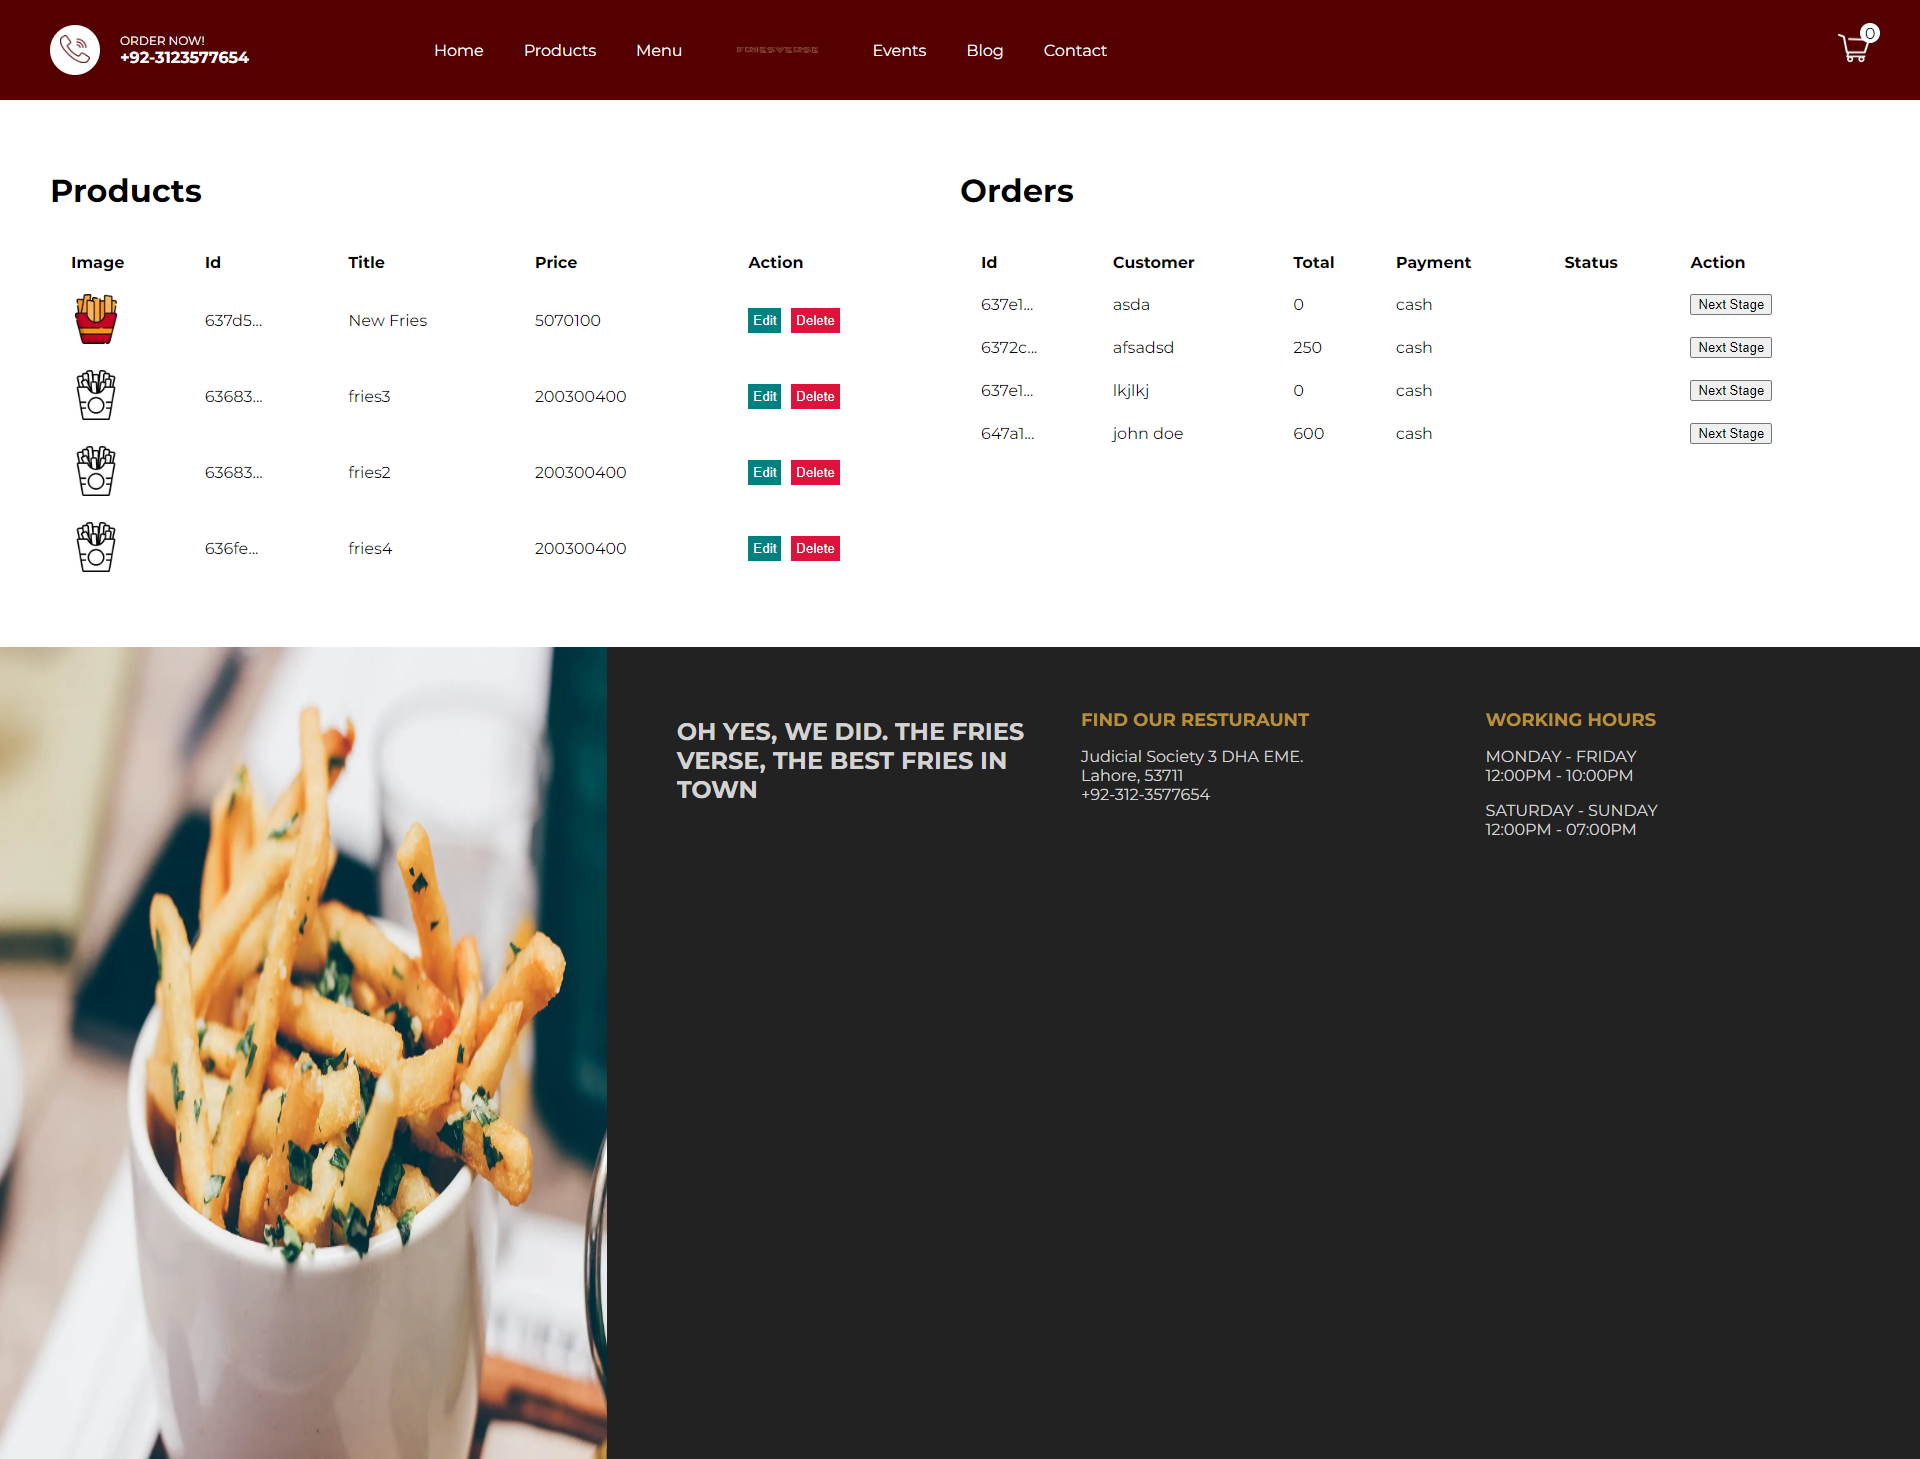 ORDER NOW!
+92-3123577654
Home Products Menu FRIESVERSE Events Blog Contact
0
Products
Image Id Title Price Action
637d5... New Fries 5070100 Edit Delete
63683... fries3 200300400 Edit Delete
63683... fries2 200300400 Edit Delete
636fe... fries4 200300400 Edit Delete
Orders
Id Customer Total Payment Status Action
637e1... asda 0 cash Next Stage
6372c... afsadsd 250 cash Next Stage
637e1... lkjlkj 0 cash Next Stage
647a1... john doe 600 cash Next Stage
OH YES, WE DID. THE FRIES
VERSE, THE BEST FRIES IN
TOWN
FIND OUR RESTURAUNT
Judicial Society 3 DHA EME.
Lahore, 53711
+92-312-3577654
WORKING HOURS
MONDAY - FRIDAY
12:00PM - 10:00PM
SATURDAY - SUNDAY
12:00PM - 07:00PM